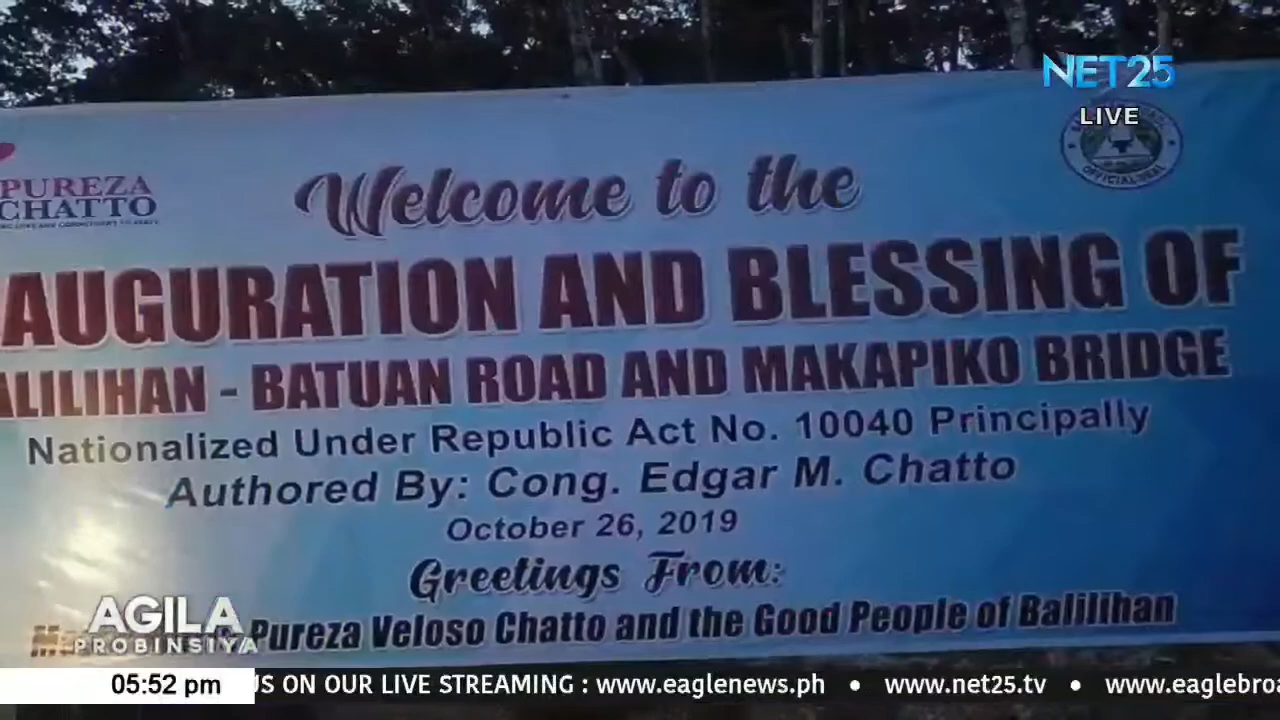 NET25
LIVE
PUREZA
CHATTO
OFFICIAL SEAL
Welcome to the
AUGURATION AND BLESSING OF
ALILIHAN - BATUAN ROAD AND MAKAPIKO BRIDGE
Nationalized Under Republic Act No. 10040 Principally
Authored By: Cong. Edgar M. Chatto
October 26, 2019
Greetings From:
Pureza Veloso Chatto and the Good People of Balilihan
AGILA
PROBINSIYA
05:52 pm
US ON OUR LIVE STREAMING : www.eaglenews.ph • www.net25.tv • www.eaglebroa